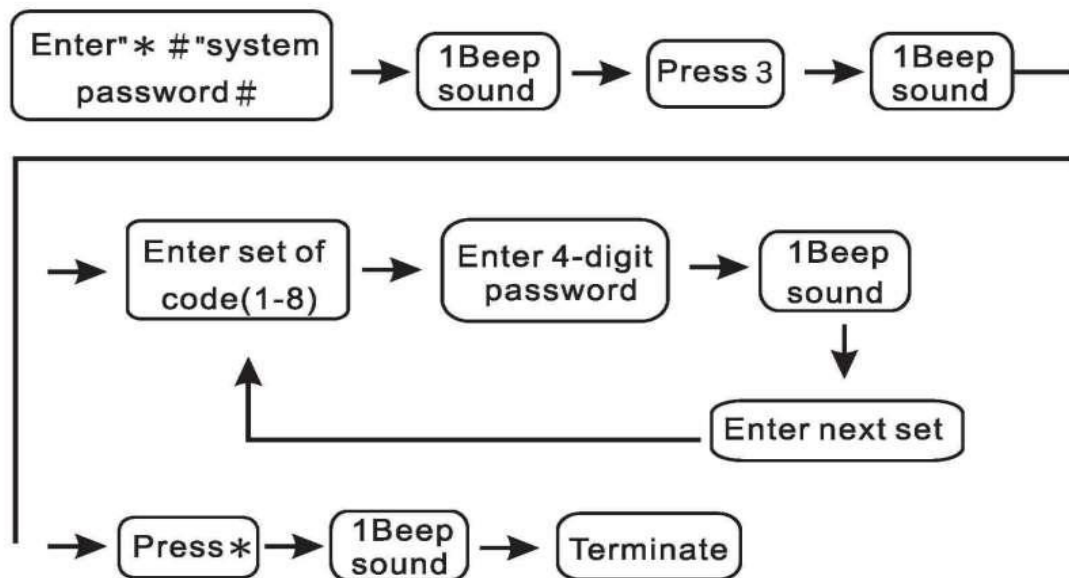 Enter"* #"system
password#
1Beep
sound
Press 3
1Beep
sound
Enter set of
code(1-8)
Enter 4-digit
password
1Beep
sound
Enter next set
Press*
1Beep
sound
Terminate